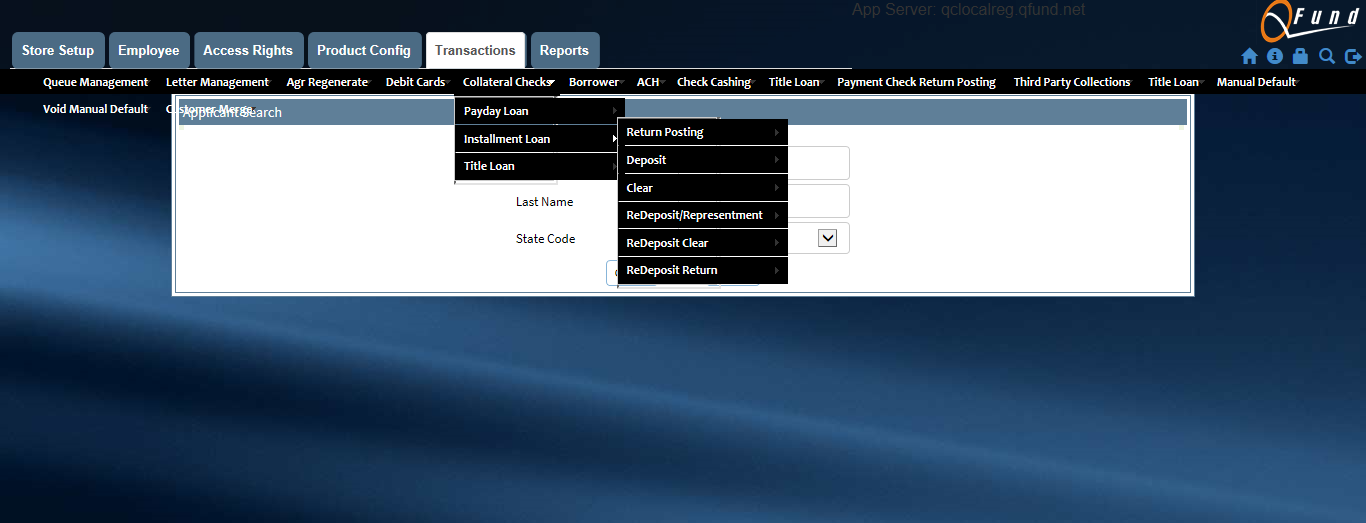 App Server: qclocalreg.qfund.net
QFund
Store Setup Employee Access Rights Product Config Transactions Reports
Queue Management Letter Management Agr Regenerate Debit Cards Collateral Checks Borrower ACH Check Cashing Title Loan Payment Check Return Posting Third Party Collections Title Loan Manual Default
Void Manual Default Customer Merge
Applicant Search
Payday Loan
Installment Loan
Title Loan
Return Posting
Deposit
Clear
ReDeposit/Representment
ReDeposit Clear
ReDeposit Return
Last Name
State Code